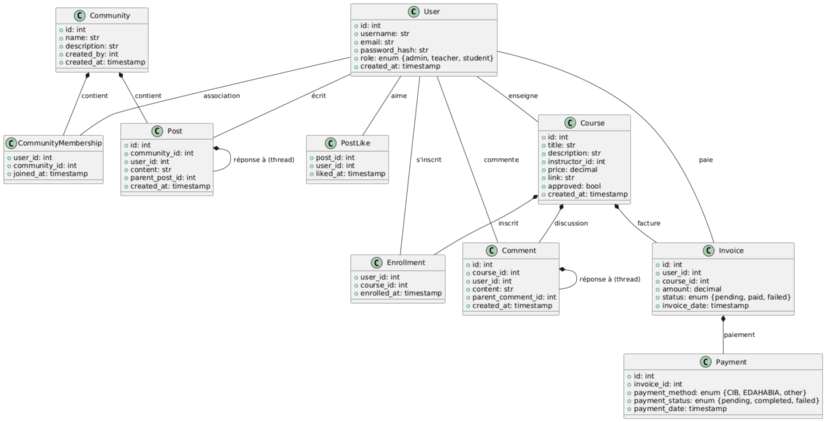 C Community
id: int
name: str
description: str
created_by: int
created_at: timestamp
C User
id: int
username: str
email: str
password_hash: str
role: enum {admin, teacher, student}
created_at: timestamp
contient
contient
association
écrit
aime
enseigne
C CommunityMembership
user_id: int
community_id: int
joined_at: timestamp
C Post
id: int
community_id: int
user_id: int
content: str
parent_post_id: int
created_at: timestamp
réponse à (thread)
C PostLike
post_id: int
user_id: int
liked_at: timestamp
s'inscrit
commente
C Course
id: int
title: str
description: str
instructor_id: int
price: decimal
link: str
approved: bool
created_at: timestamp
paie
inscrit
discussion
facture
C Enrollment
user_id: int
course_id: int
enrolled_at: timestamp
C Comment
id: int
course_id: int
user_id: int
content: str
parent_comment_id: int
created_at: timestamp
réponse à (thread)
C Invoice
id: int
user_id: int
course_id: int
amount: decimal
status: enum {pending, paid, failed}
invoice_date: timestamp
paiement
C Payment
id: int
invoice_id: int
payment_method: enum {CIB, EDAHABIA, other}
payment_status: enum {pending, completed, failed}
payment_date: timestamp